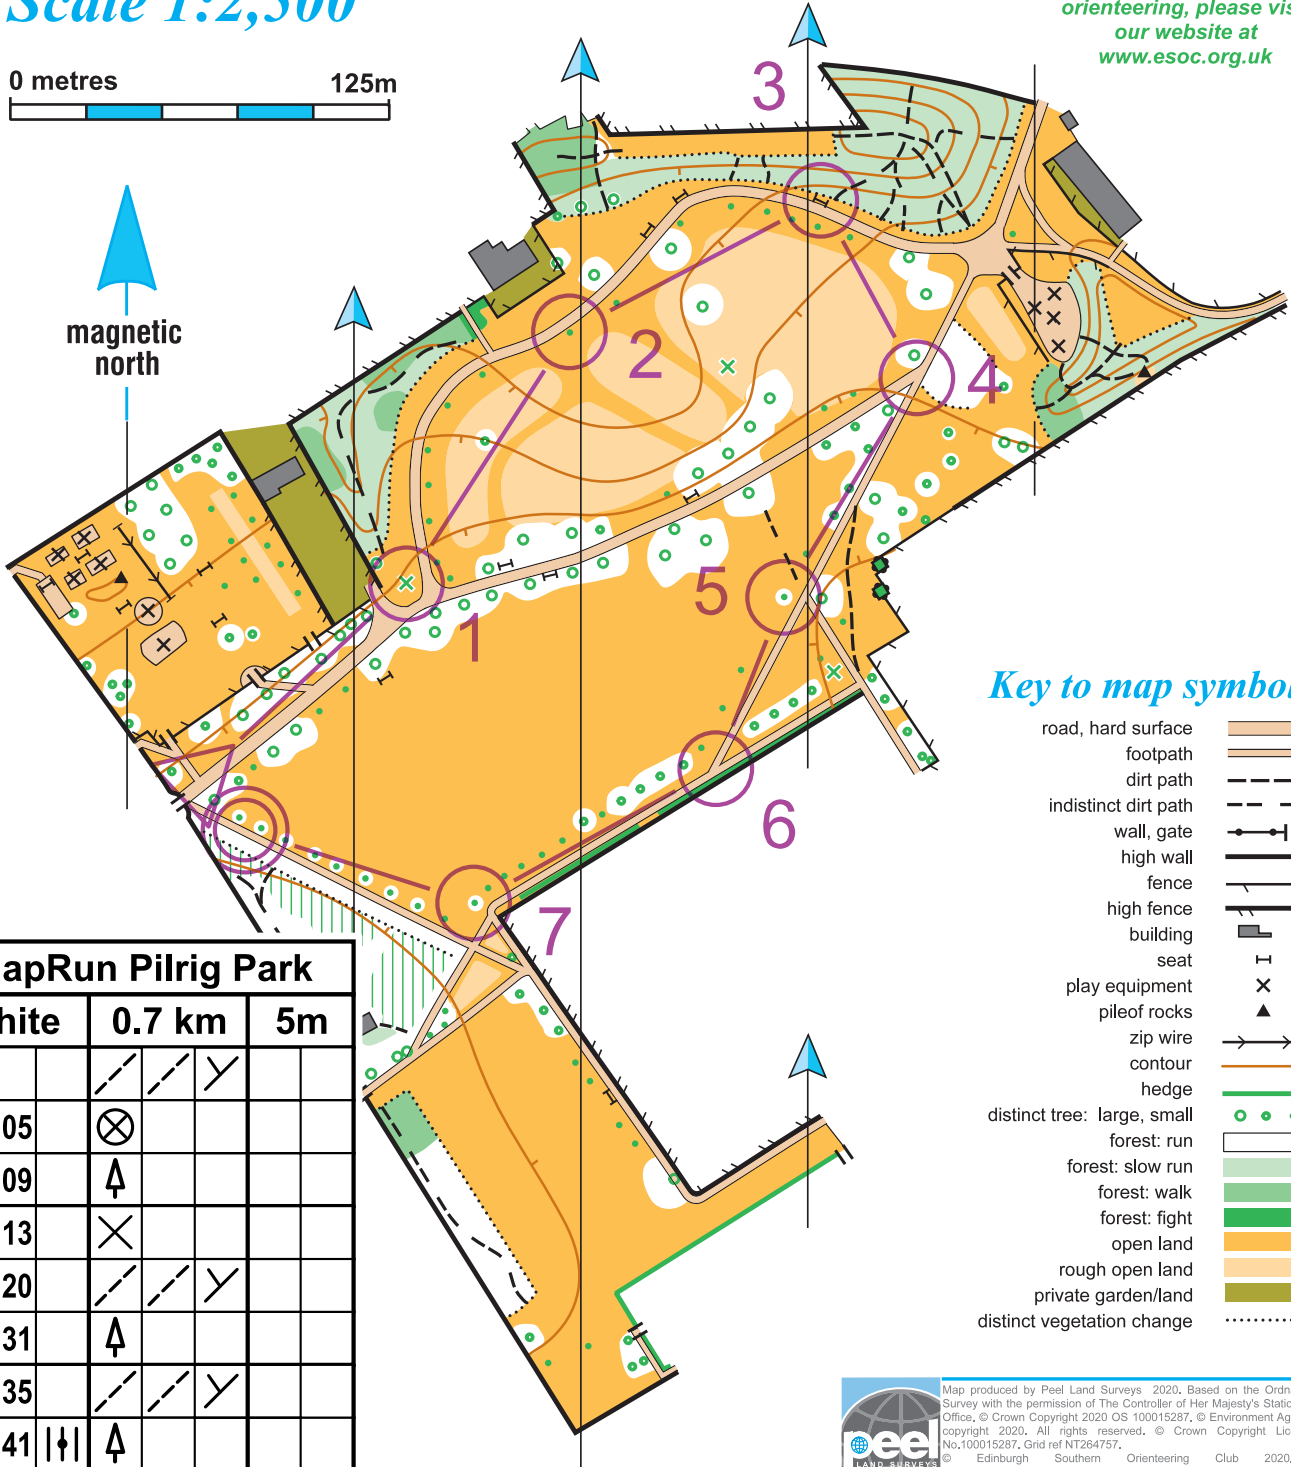 Scale 1:2,500
orienteering, please vis
our website at
www.esoc.org.uk
0 metres 125m
magnetic
north
3
2
4
5
1
6
7
Key to map symbol
road, hard surface
footpath
dirt path
indistinct dirt path
wall, gate
high wall
fence
high fence
building
seat
play equipment
pileof rocks
zip wire
contour
hedge
distinct tree: large, small
forest: run
forest: slow run
forest: walk
forest: fight
open land
rough open land
private garden/land
distinct vegetation change
apRun Pilrig Park
hite 0.7 km 5m
05
09
13
20
31
35
41
peel
LAND SURVEYS
Map produced by Peel Land Surveys 2020. Based on the Ordn
Survey with the permission of The Controller of Her Majesty's Static
Office, © Crown Copyright 2020 OS 100015287. © Environment Ag
copyright 2020. All rights reserved. © Crown Copyright Lic
No.100015287. Grid ref NT264757.
© Edinburgh Southern Orienteering Club 2020